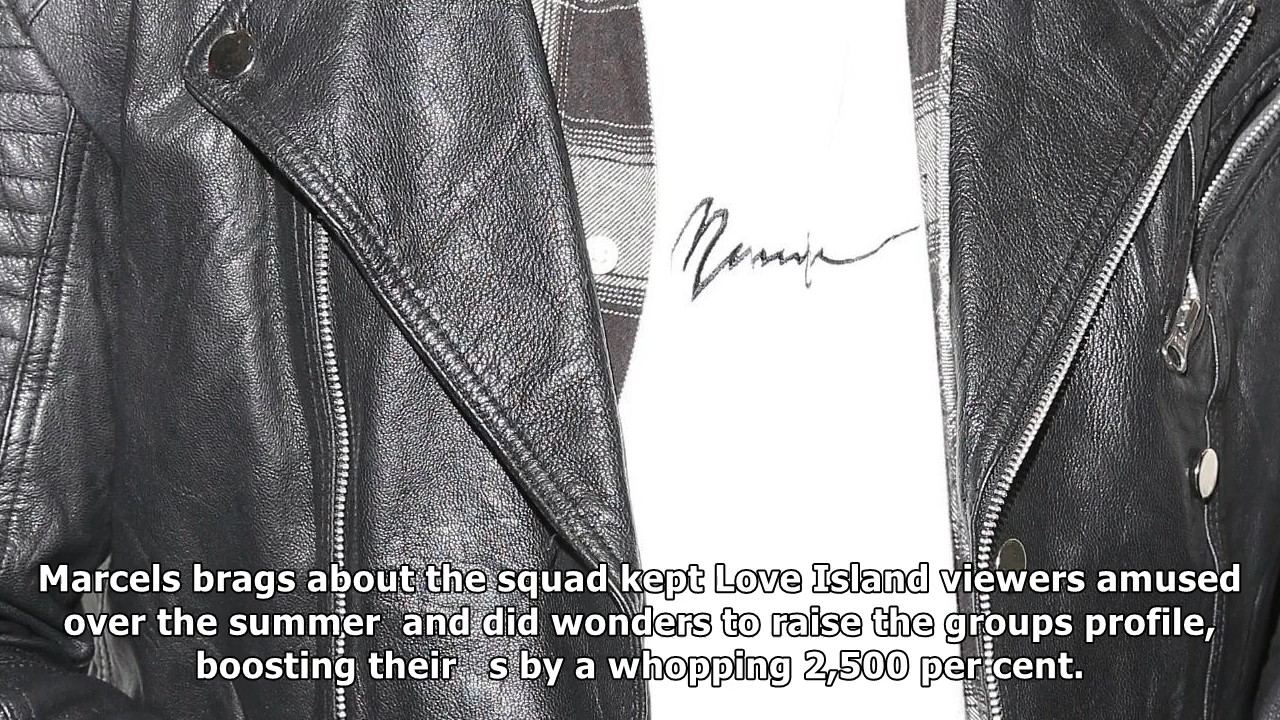 Marcels brags about the squad kept Love Island viewers amused
over the summer  and did wonders to raise the groups profile,
boosting their   s by a whopping 2,500 per cent.